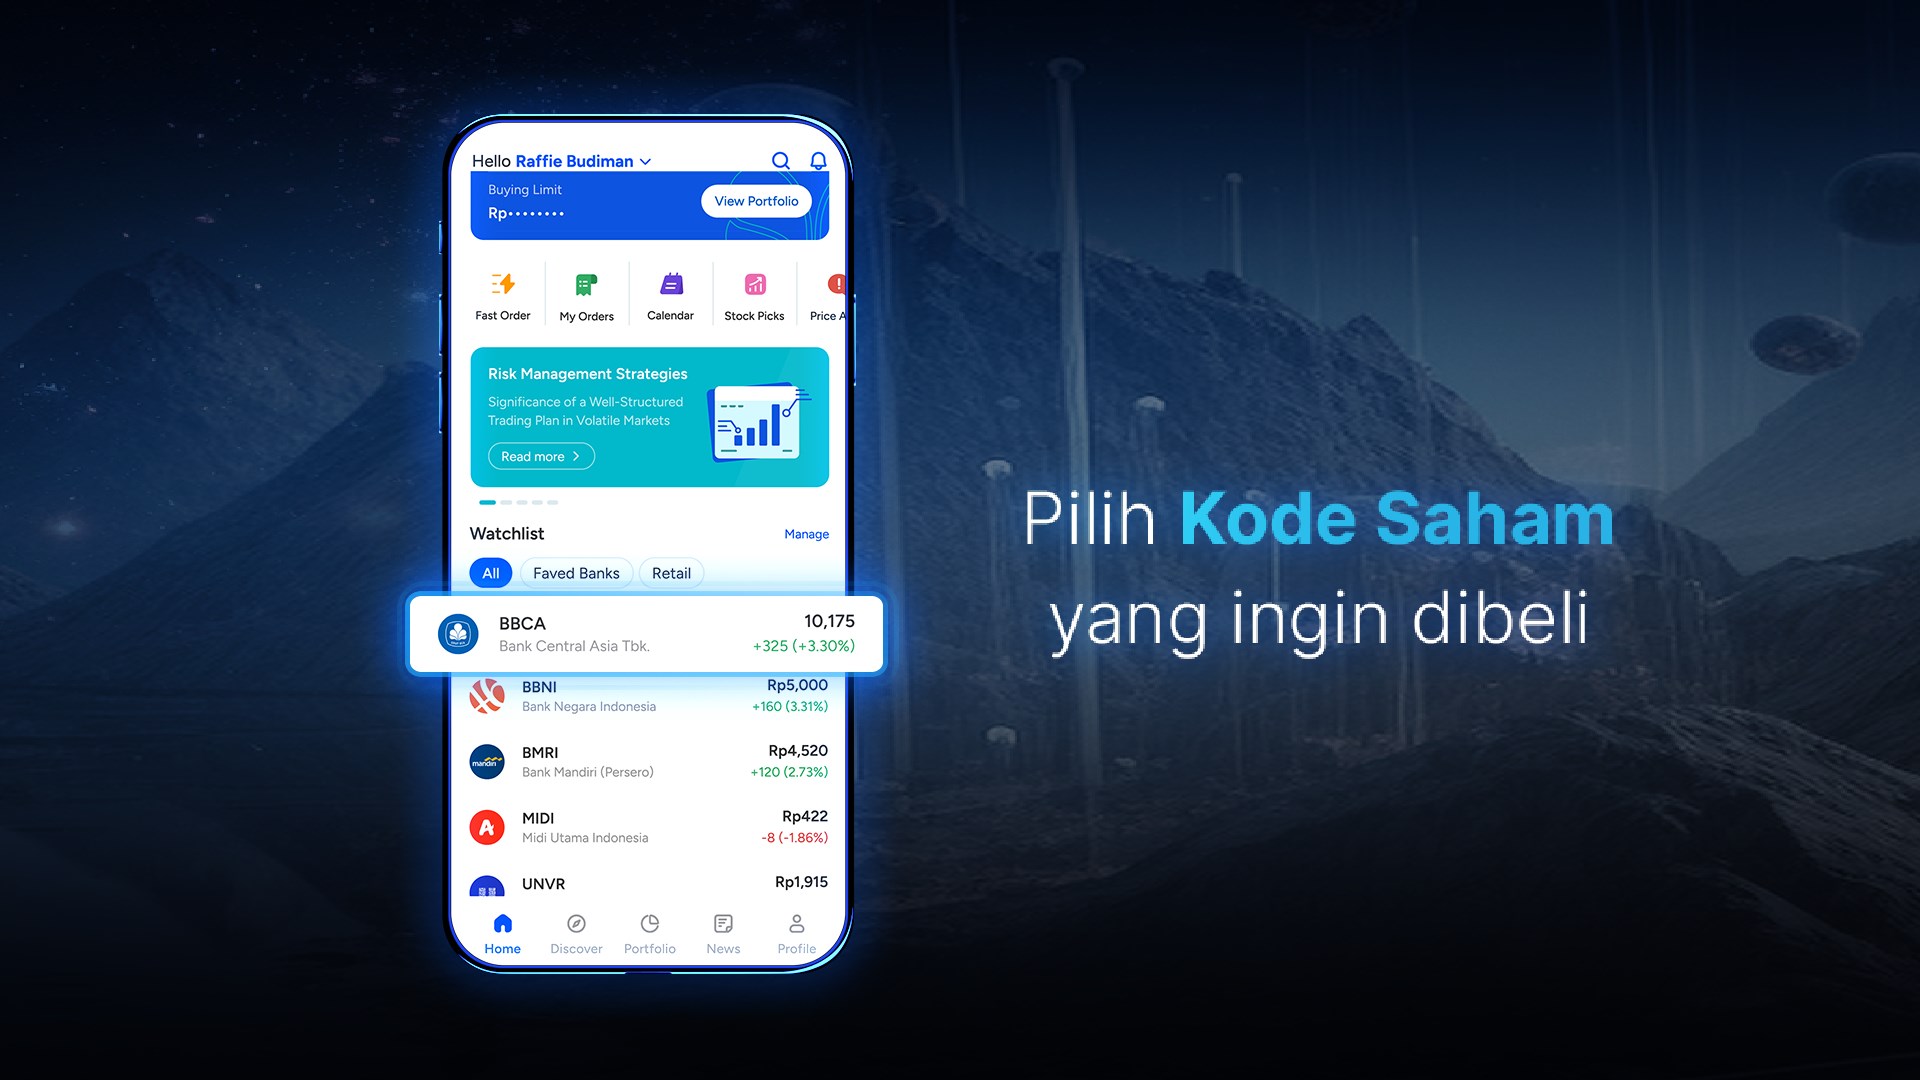 Hello Raffie Budiman
Buying Limit
Rp••••••••
View Portfolio
Fast Order
My Orders
Calendar
Stock Picks
Price A
Risk Management Strategies
Significance of a Well-Structured
Trading Plan in Volatile Markets
Read more
Watchlist
Manage
All
Faved Banks
Retail
BBCA
10,175
Bank Central Asia Tbk.
+325 (+3.30%)
BBNI
Rp5,000
Bank Negara Indonesia
+160 (3.31%)
BMRI
Rp4,520
mandiri
Bank Mandiri (Persero)
+120 (2.73%)
MIDI
Rp422
Midi Utama Indonesia
-8 (-1.86%)
UNVR
Rp1,915
Home
Discover
Portfolio
News
Profile
Pilih Kode Saham
yang ingin dibeli